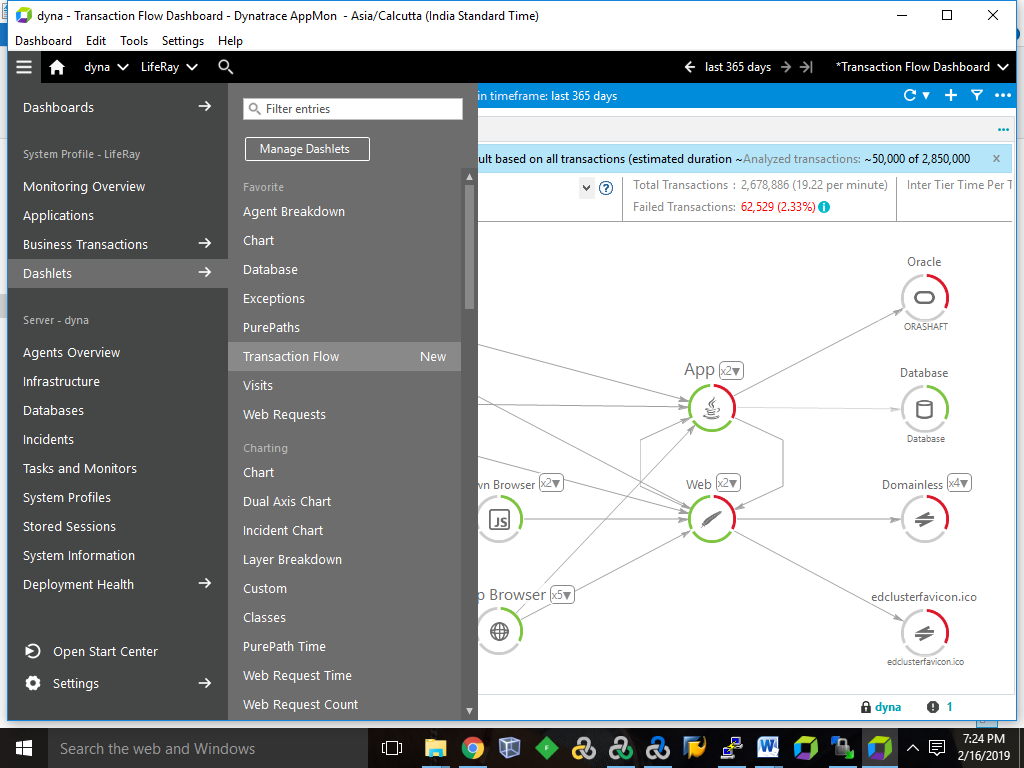 dyna - Transaction Flow Dashboard - Dynatrace AppMon - Asia/Calcutta (India Standard Time)
Dashboard Edit Tools Settings Help
dyna LifeRay last 365 days *Transaction Flow Dashboard
Dashboards
System Profile - LifeRay
Monitoring Overview
Applications
Business Transactions
Dashlets
Server - dyna
Agents Overview
Infrastructure
Databases
Incidents
Tasks and Monitors
System Profiles
Stored Sessions
System Information
Deployment Health
Open Start Center
Settings
Filter entries
Manage Dashlets
Favorite
Agent Breakdown
Chart
Database
Exceptions
PurePaths
Transaction Flow New
Visits
Web Requests
Charting
Chart
Dual Axis Chart
Incident Chart
Layer Breakdown
Custom
Classes
PurePath Time
Web Request Time
Web Request Count
in timeframe: last 365 days
ult based on all transactions (estimated duration ~Analyzed transactions: ~50,000 of 2,850,000 x
Total Transactions : 2,678,886 (19.22 per minute) Inter Tier Time Per T
Failed Transactions: 62,529 (2.33%)
Oracle
ORASHAFT
App x2
Database
Database
wn Browser x2
JS
Web x2
Domainless x4
p Browser x5
edclusterfavicon.ico
edclusterfavicon.ico
dyna 1
Search the web and Windows
7:24 PM
2/16/2019